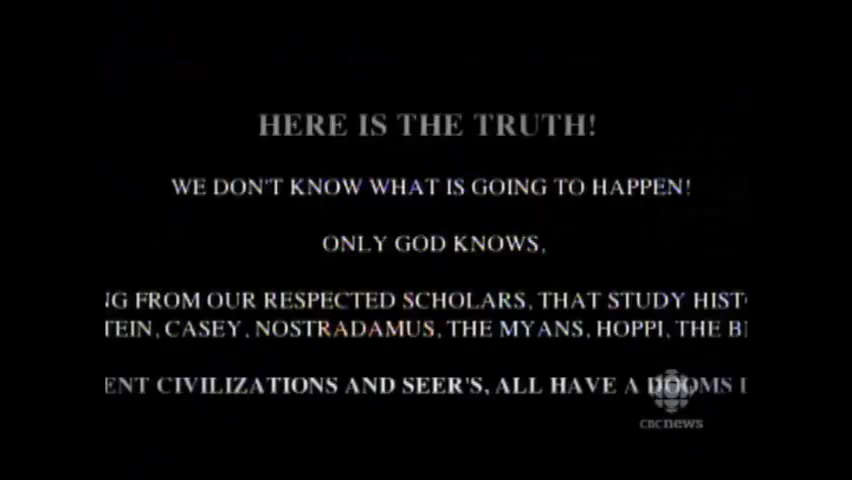 HERE IS THE TRUTH!
WE DON'T KNOW WHAT IS GOING TO HAPPEN!
ONLY GOD KNOWS,
FROM OUR RESPECTED SCHOLARS, THAT STUDY
CASEY, NOSTRADAMUS, THE MYANS, HOPPI, THE
CIVILIZATIONS AND SEER'S, ALL HAVE A DOOMS
CBCnews